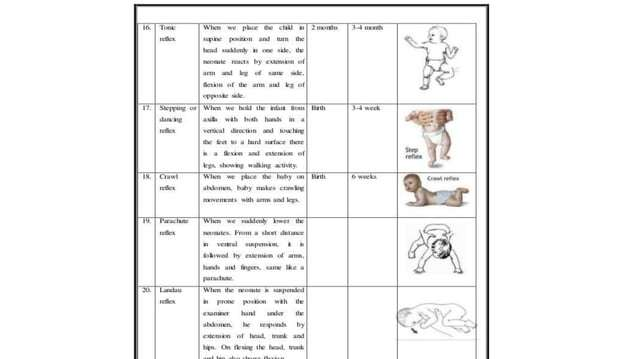 16. Tonic reflex
When we place the child in
supine position and turn the
head suddenly in one side, the
neonate reacts by extension of
arm and leg of same side,
flexion of the arm and leg of
opposite side.
2 months
3-4 month
17. Stepping or dancing reflex
When we hold the infant from
axilla with both hands in a
vertical direction and touching
the feet to a hard surface there
is a flexion and extension of
legs, showing walking activity.
Birth
3-4 week
Step
reflex
18. Crawl reflex
When we place the baby on
abdomen, baby makes crawling
movements with arms and legs.
Birth
6 weeks
Crawl reflex
19. Parachute reflex
When we suddenly lower the
neonates. From a short distance
in ventral suspension, it is
followed by extension of arms,
hands and fingers, same like a
parachute.
20. Landau reflex
When the neonate is suspended
in prone position with the
examiner hand under the
abdomen, he responds by
extension of head, trunk and
hips. On flexing the head, trunk
and hip also shows flexion.